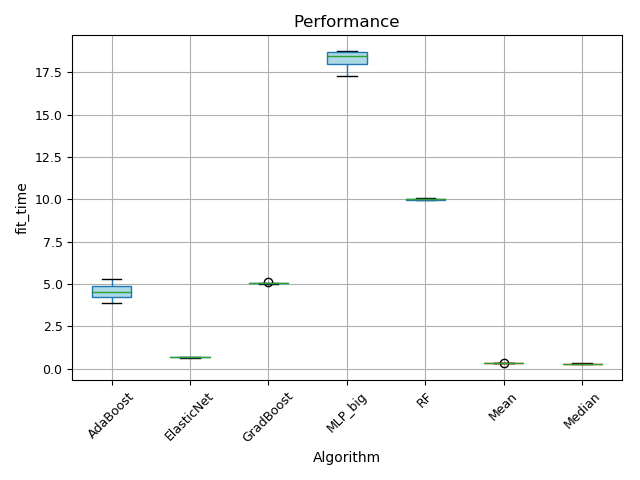 Performance
fit_time
17.5
15.0
12.5
10.0
7.5
5.0
2.5
0.0
AdaBoost
ElasticNet
GradBoost
MLP_big
RF
Mean
Median
Algorithm